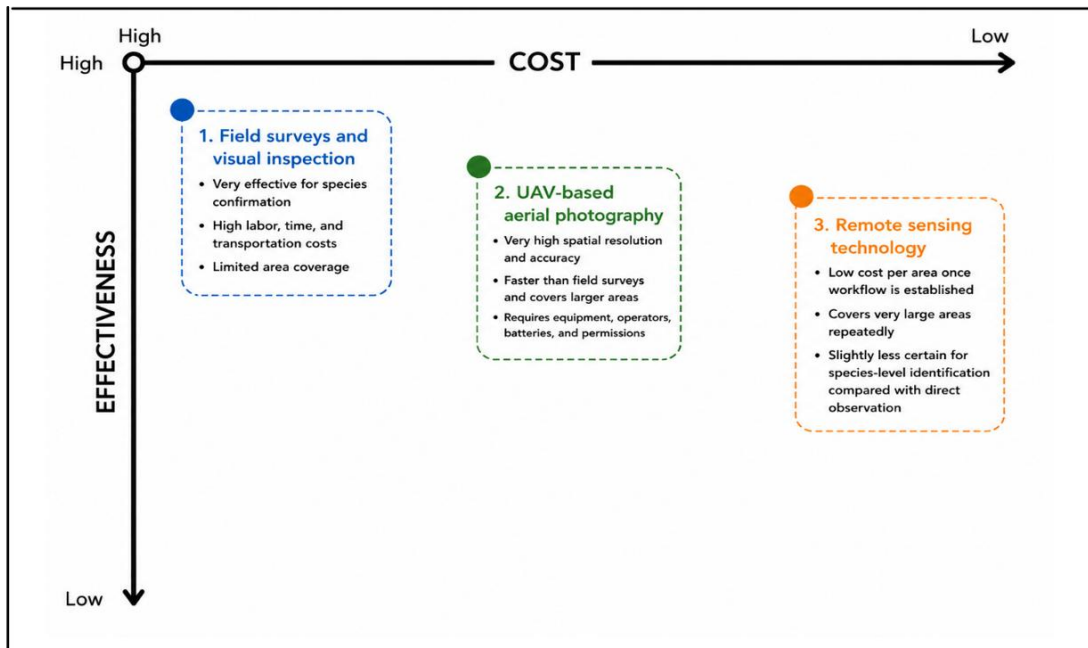 High
Low
High
COST
EFFECTIVENESS
1. Field surveys and
visual inspection
• Very effective for species
confirmation
• High labor, time, and
transportation costs
• Limited area coverage
2. UAV-based
aerial photography
• Very high spatial resolution
and accuracy
• Faster than field surveys
and covers larger areas
• Requires equipment, operators,
batteries, and permissions
3. Remote sensing
technology
• Low cost per area once
workflow is established
• Covers very large areas
repeatedly
• Slightly less certain for
species-level identification
compared with direct
observation
Low